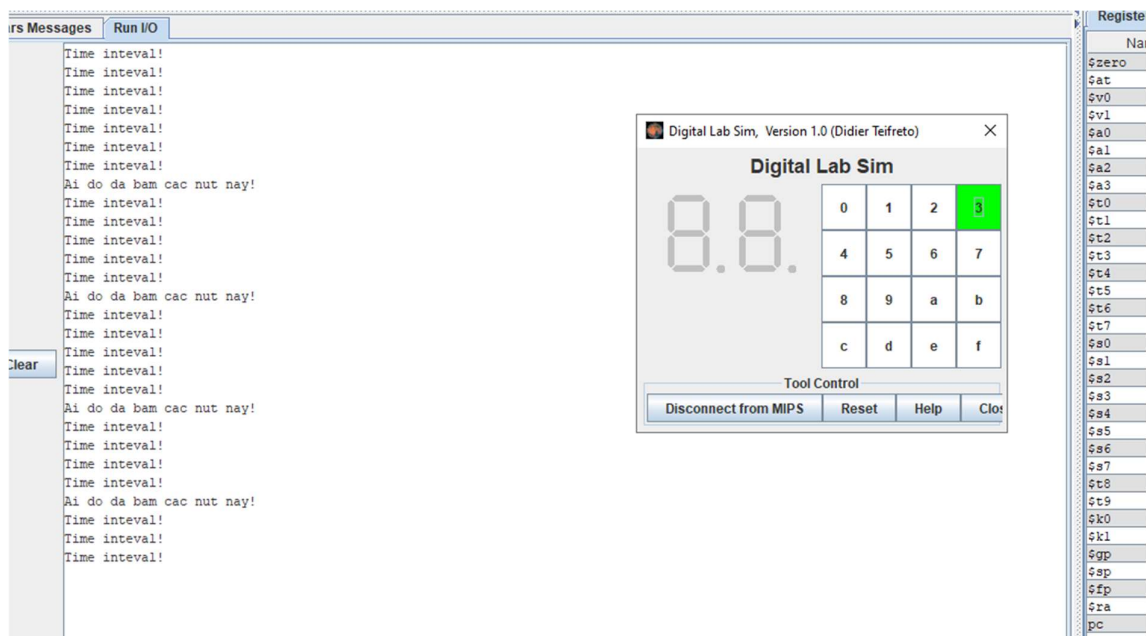 rs Messages
Run I/O
Registe
Time inteval!
Time inteval!
Time inteval!
Time inteval!
Time inteval!
Time inteval!
Time inteval!
Ai do da bam cac nut nay!
Time inteval!
Time inteval!
Time inteval!
Time inteval!
Time inteval!
Ai do da bam cac nut nay!
Time inteval!
Time inteval!
Time inteval!
Time inteval!
Time inteval!
Ai do da bam cac nut nay!
Time inteval!
Time inteval!
Time inteval!
Time inteval!
Ai do da bam cac nut nay!
Time inteval!
Time inteval!
Time inteval!
Clear
Digital Lab Sim, Version 1.0 (Didier Teifreto)
Digital Lab Sim
8.8.
0 1 2 3
4 5 6 7
8 9 a b
c d e f
Tool Control
Disconnect from MIPS Reset Help Clos
Nar
$zero
$at
$v0
$v1
$a0
$a1
$a2
$a3
$t0
$t1
$t2
$t3
$t4
$t5
$t6
$t7
$s0
$s1
$s2
$s3
$s4
$s5
$s6
$s7
$t8
$t9
$k0
$k1
$gp
$sp
$fp
$ra
pc